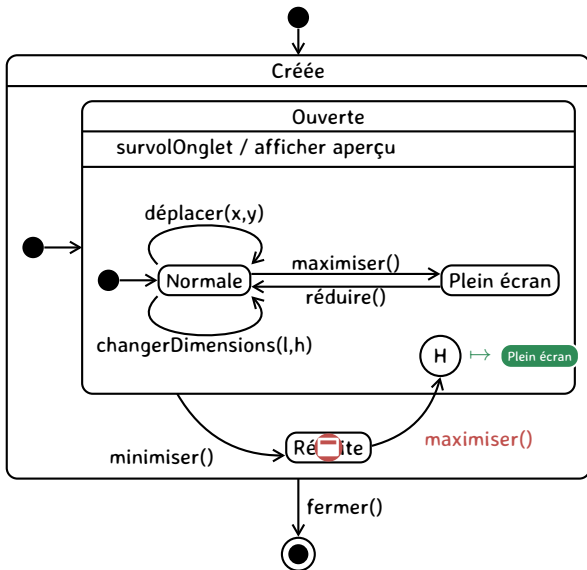 Créée
Ouverte
survolOnglet / afficher aperçu
déplacer(x,y)
maximiser()
Normale
Plein écran
réduire()
changerDimensions(l,h)
H ↦ Plein écran
maximiser()
minimiser()
fermer()